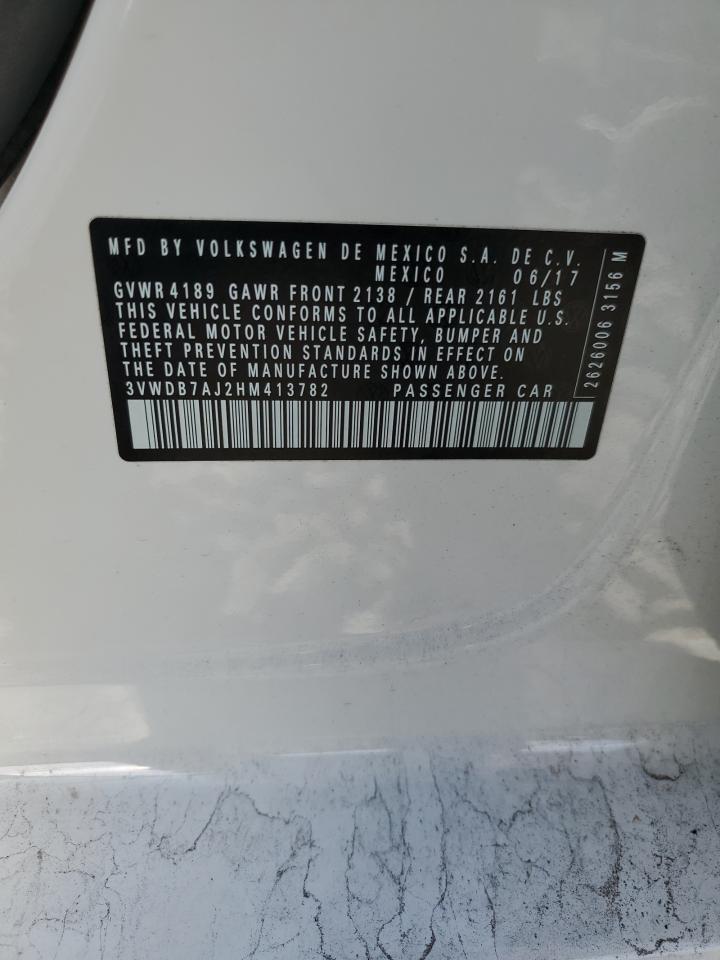 MFD BY VOLKSWAGEN DE MEXICO S.A. DE C.V.
MEXICO 06/17
GVWR 4189 GAWR FRONT 2138 / REAR 2161 LBS
THIS VEHICLE CONFORMS TO ALL APPLICABLE U.S.
FEDERAL MOTOR VEHICLE SAFETY, BUMPER AND
THEFT PREVENTION STANDARDS IN EFFECT ON
THE DATE OF MANUFACTURE SHOWN ABOVE.
3VWDB7AJ2HM413782 PASSENGER CAR
2626006 3156 M